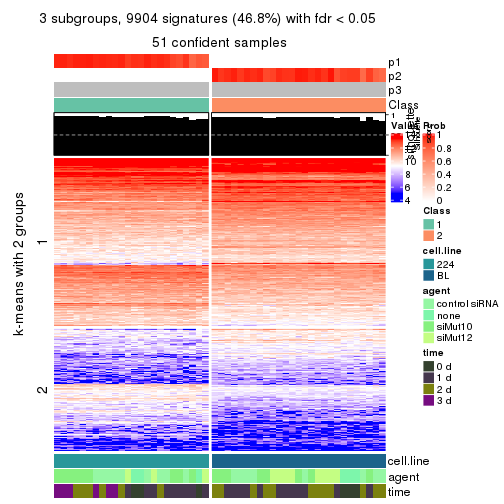 3 subgroups, 9904 signatures (46.8%) with fdr < 0.05
51 confident samples
p1
p2
p3
Class
1
Value
Prob
10
8
6
4
1
0.8
0.6
0.4
0.2
0
Class
1
2
cell.line
224
BL
agent
control siRNA
none
siMut10
siMut12
time
0 d
1 d
2 d
3 d
k-means with 2 groups
1
2
cell.line
agent
time